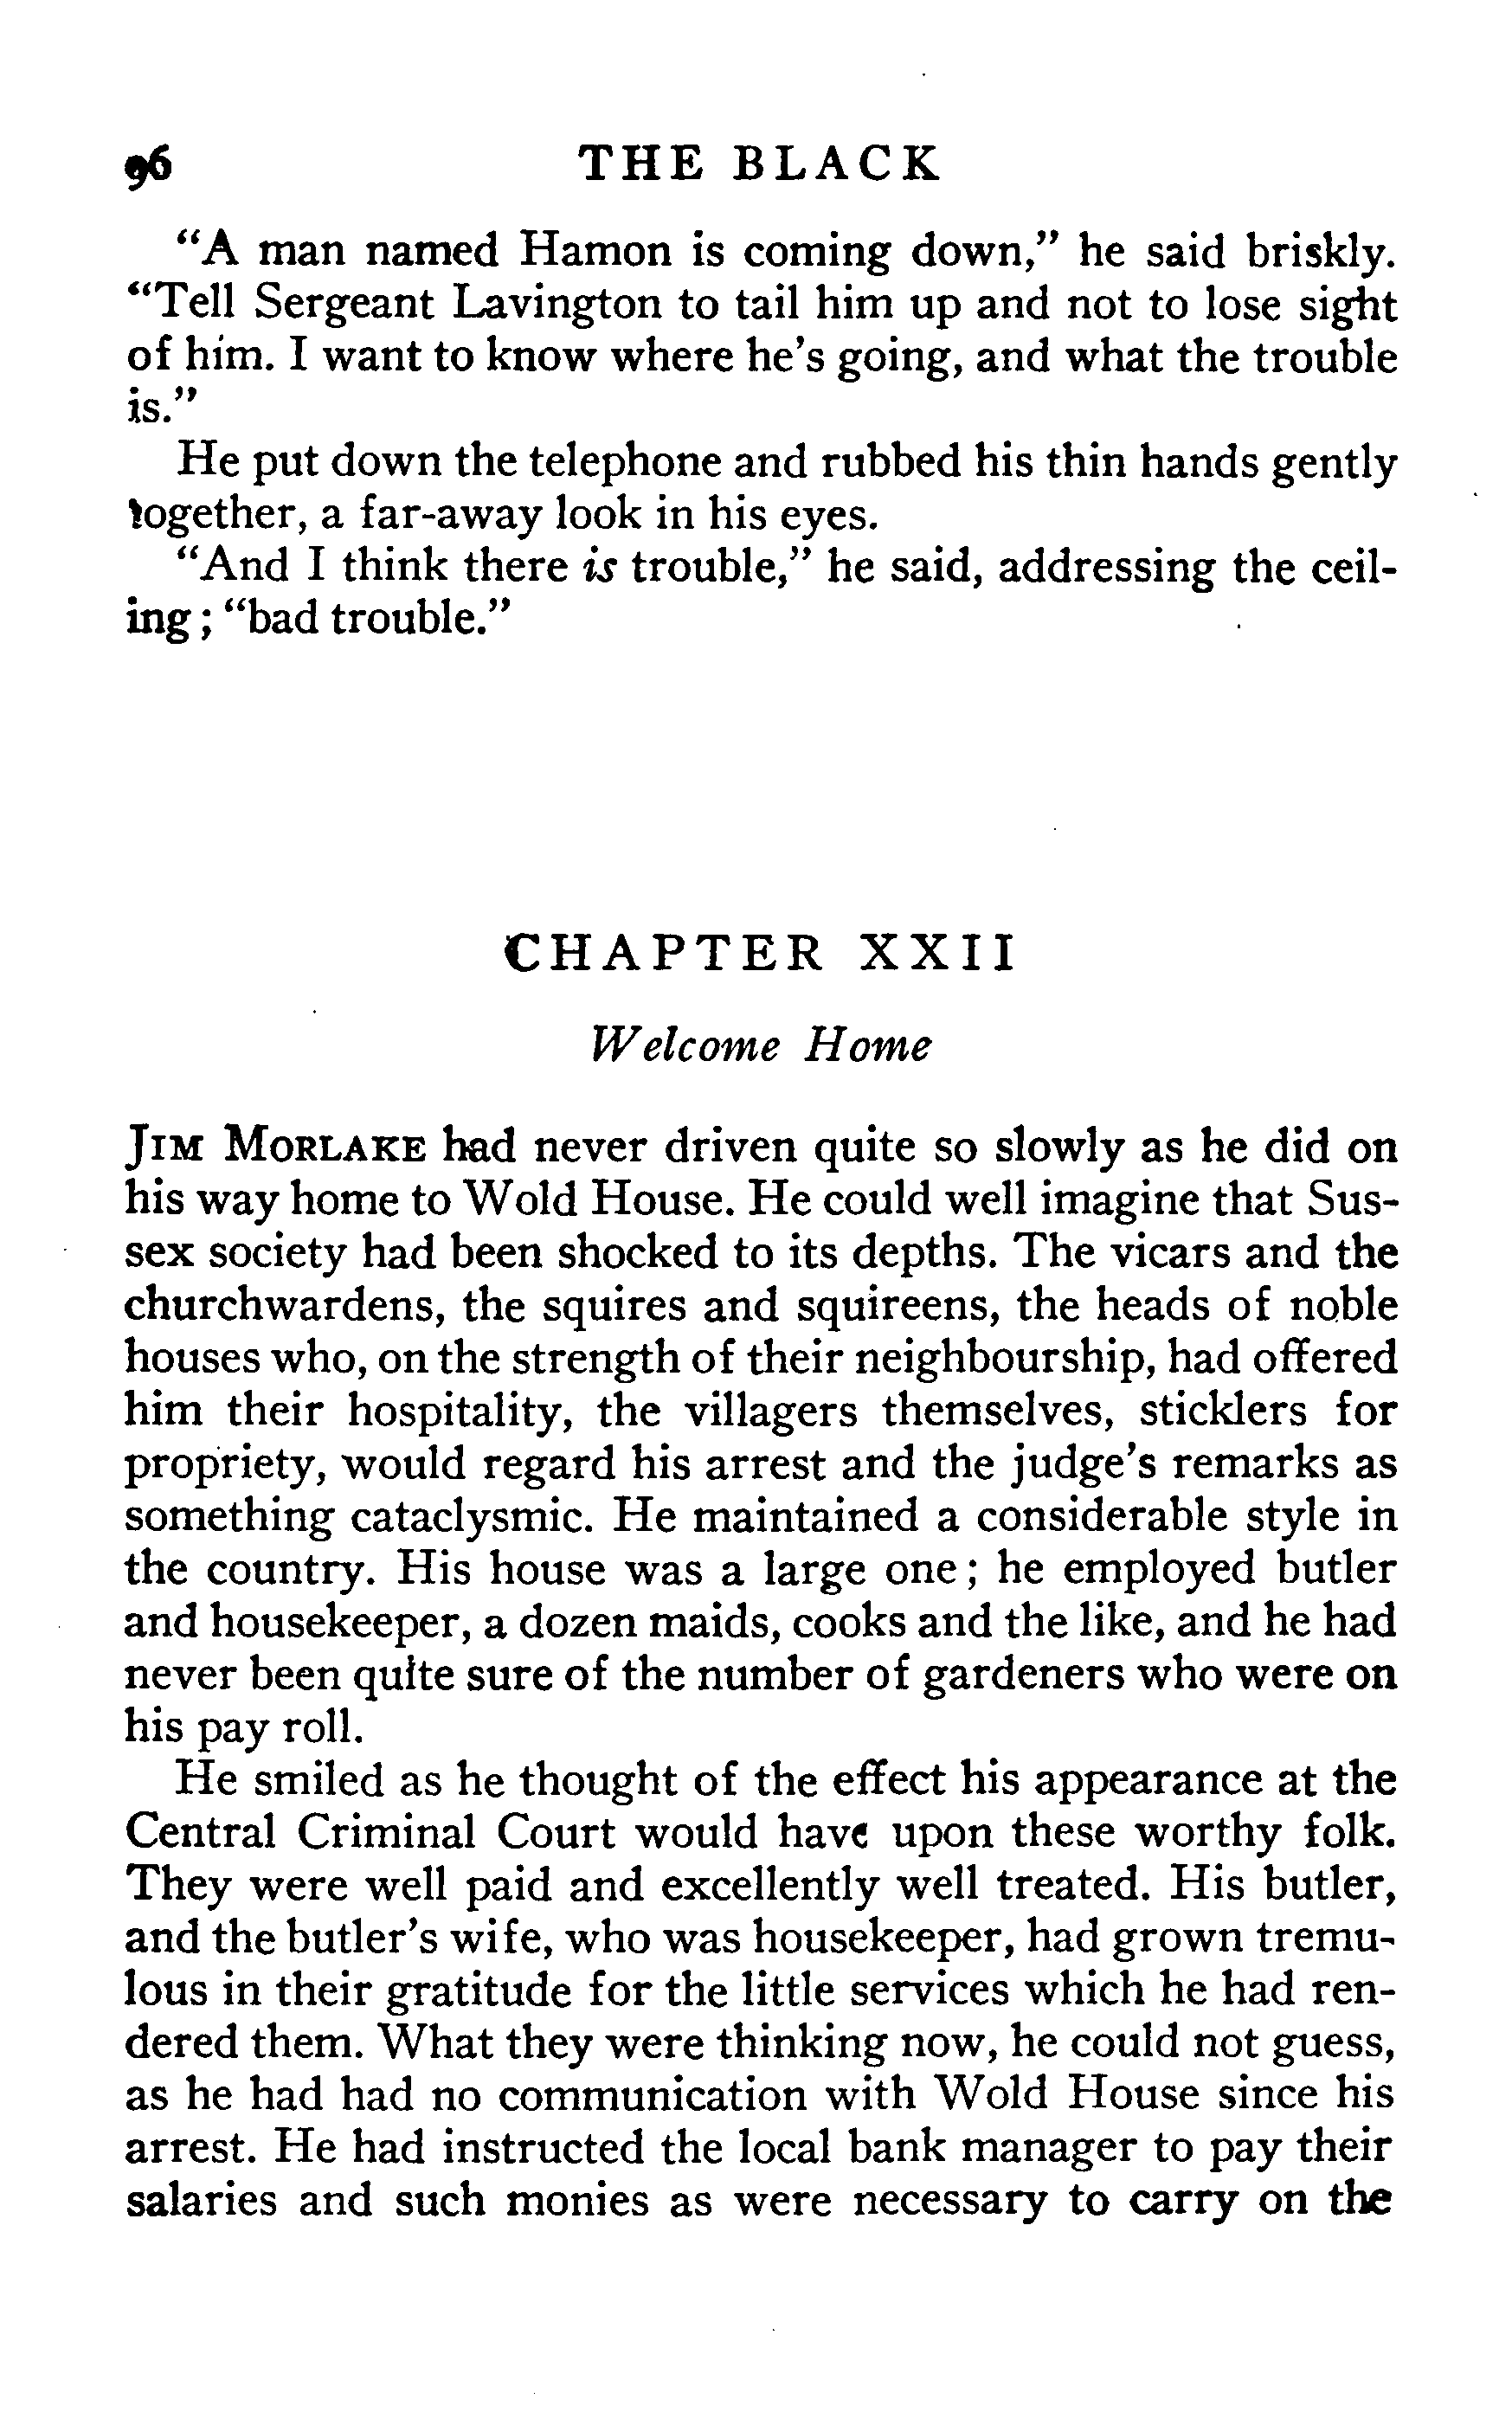 96 THE BLACK
"A man named Hamon is coming down," he said briskly.
"Tell Sergeant Lavington to tail him up and not to lose sight
of him. I want to know where he's going, and what the trouble
is."
He put down the telephone and rubbed his thin hands gently
together, a far-away look in his eyes.
"And I think there is trouble," he said, addressing the ceil-
ing; "bad trouble."
CHAPTER XXII
Welcome Home
JIM MORLAKE had never driven quite so slowly as he did on
his way home to Wold House. He could well imagine that Sus-
sex society had been shocked to its depths. The vicars and the
churchwardens, the squires and squireens, the heads of noble
houses who, on the strength of their neighbourship, had offered
him their hospitality, the villagers themselves, sticklers for
propriety, would regard his arrest and the judge's remarks as
something cataclysmic. He maintained a considerable style in
the country. His house was a large one; he employed butler
and housekeeper, a dozen maids, cooks and the like, and he had
never been quite sure of the number of gardeners who were on
his pay roll.
He smiled as he thought of the effect his appearance at the
Central Criminal Court would have upon these worthy folk.
They were well paid and excellently well treated. His butler,
and the butler's wife, who was housekeeper, had grown tremu-
lous in their gratitude for the little services which he had ren-
dered them. What they were thinking now, he could not guess,
as he had had no communication with Wold House since his
arrest. He had instructed the local bank manager to pay their
salaries and such monies as were necessary to carry on the